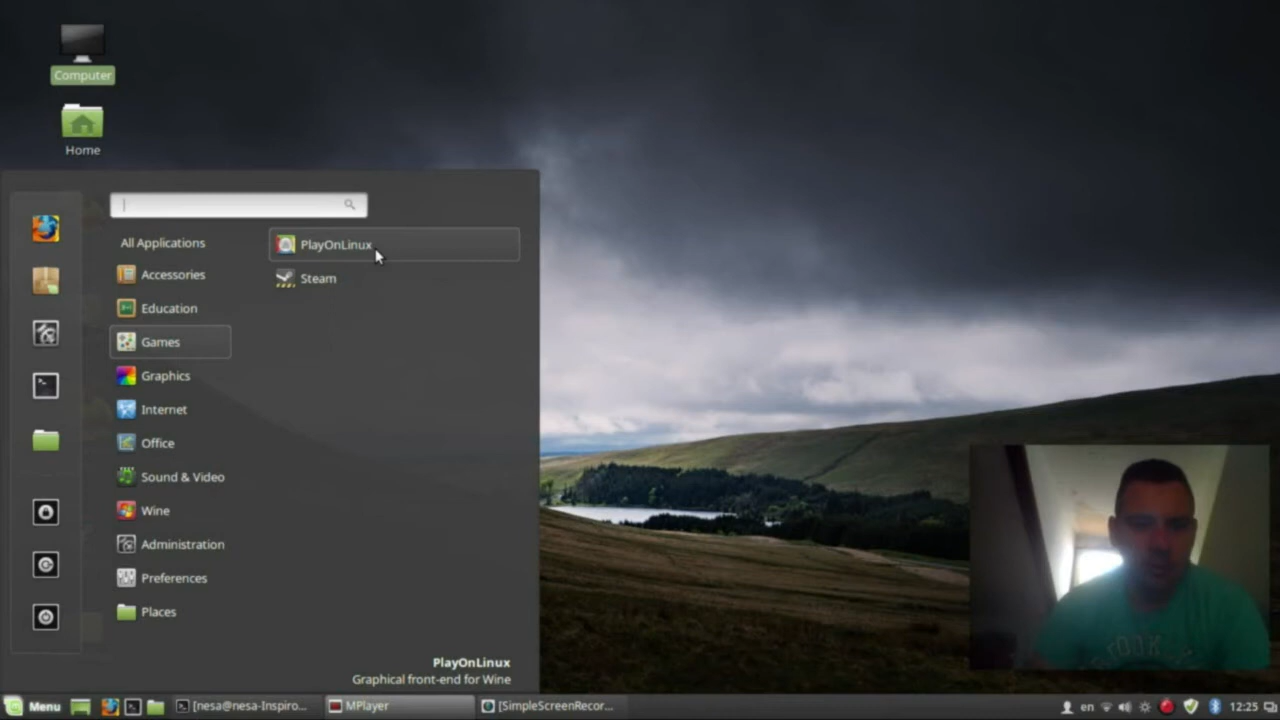 Computer
Home
All Applications
Accessories
Education
Games
Graphics
Internet
Office
Sound & Video
Wine
Administration
Preferences
Places
PlayOnLinux
Steam
PlayOnLinux
Graphical front-end for Wine
Menu
[nesa@nesa-Inspiro...
MPlayer
[SimpleScreenRecor...
en
12:25